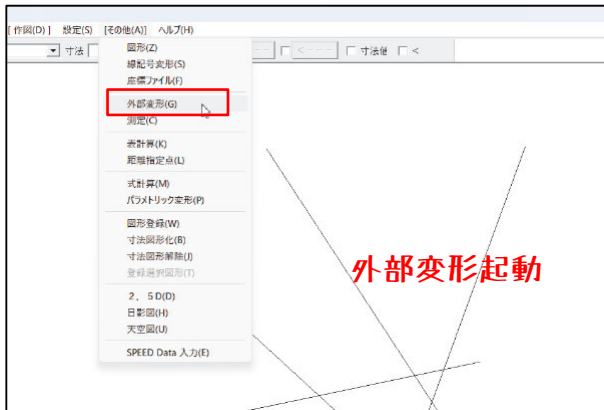 [ 作図(D) ] 設定(S) [その他(A)] ヘルプ(H)
寸法 <--- 寸法値 <
図形(Z)
線記号変形(S)
座標ファイル(F)
外部変形(G)
測定(C)
表計算(K)
距離指定点(L)
式計算(M)
パラメトリック変形(P)
図形登録(W)
寸法図形化(B)
寸法図形解除(J)
登録選択図形(T)
２．５D(D)
日影図(H)
天空図(U)
SPEED Data 入力(E)
外部変形起動